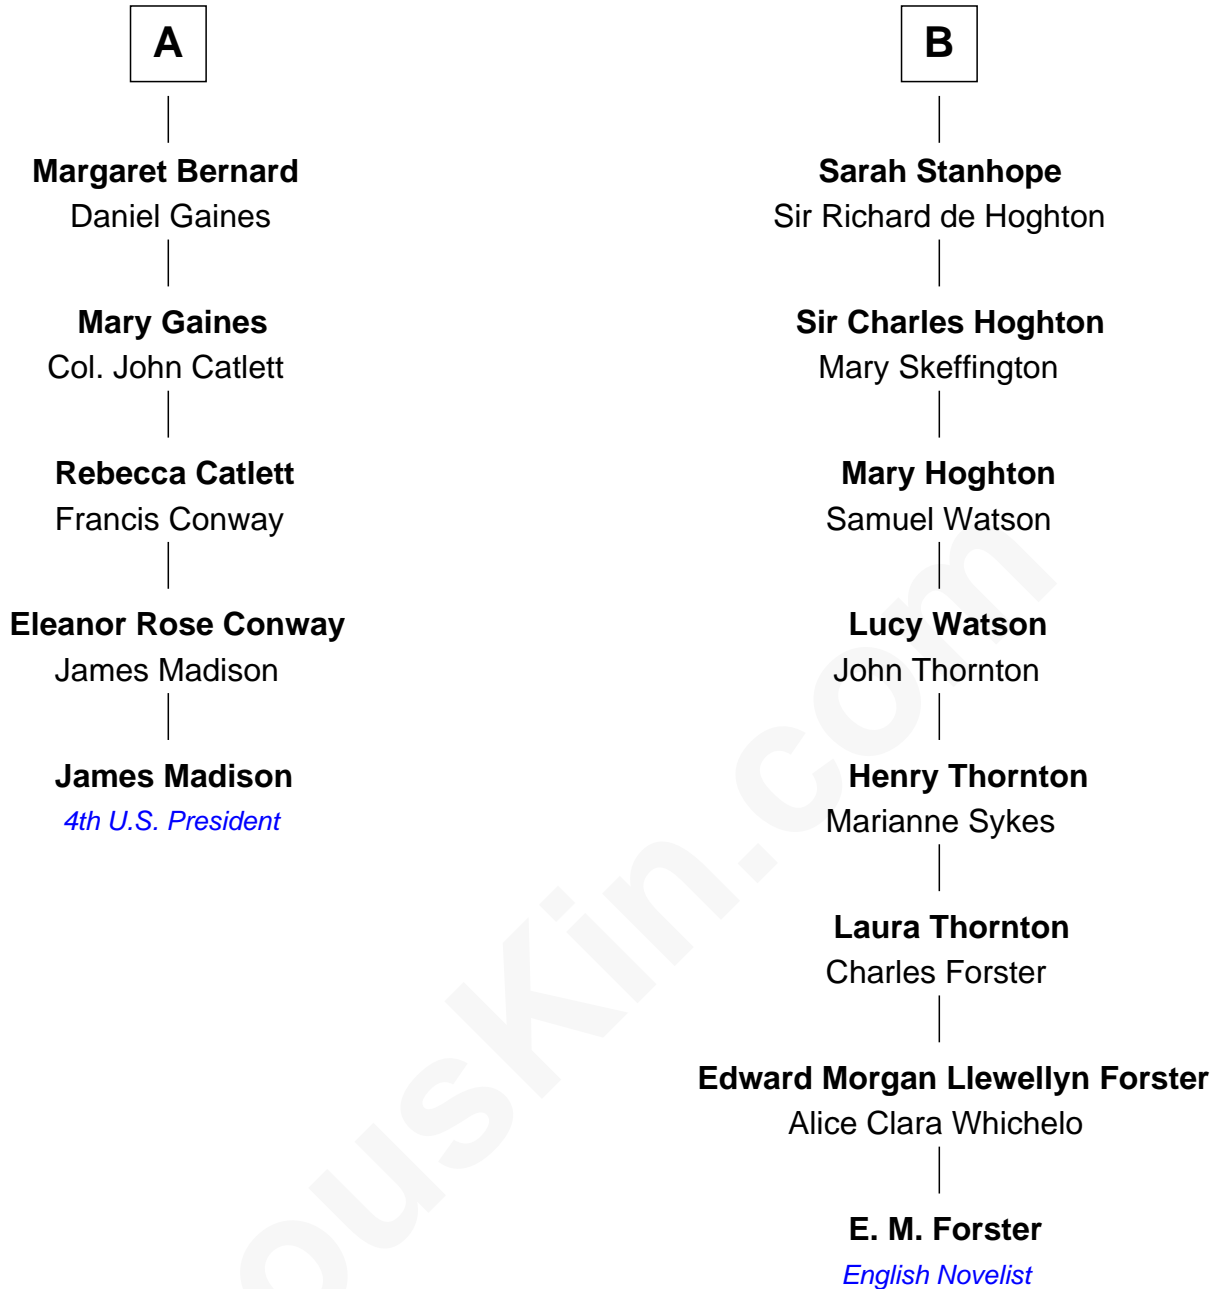 A
Margaret Bernard
Daniel Gaines
Mary Gaines
Col. John Catlett
Rebecca Catlett
Francis Conway
Eleanor Rose Conway
James Madison
James Madison
4th U.S. President
B
Sarah Stanhope
Sir Richard de Hoghton
Sir Charles Hoghton
Mary Skeffington
Mary Hoghton
Samuel Watson
Lucy Watson
John Thornton
Henry Thornton
Marianne Sykes
Laura Thornton
Charles Forster
Edward Morgan Llewellyn Forster
Alice Clara Whichelo
E. M. Forster
English Novelist
ousKin.com